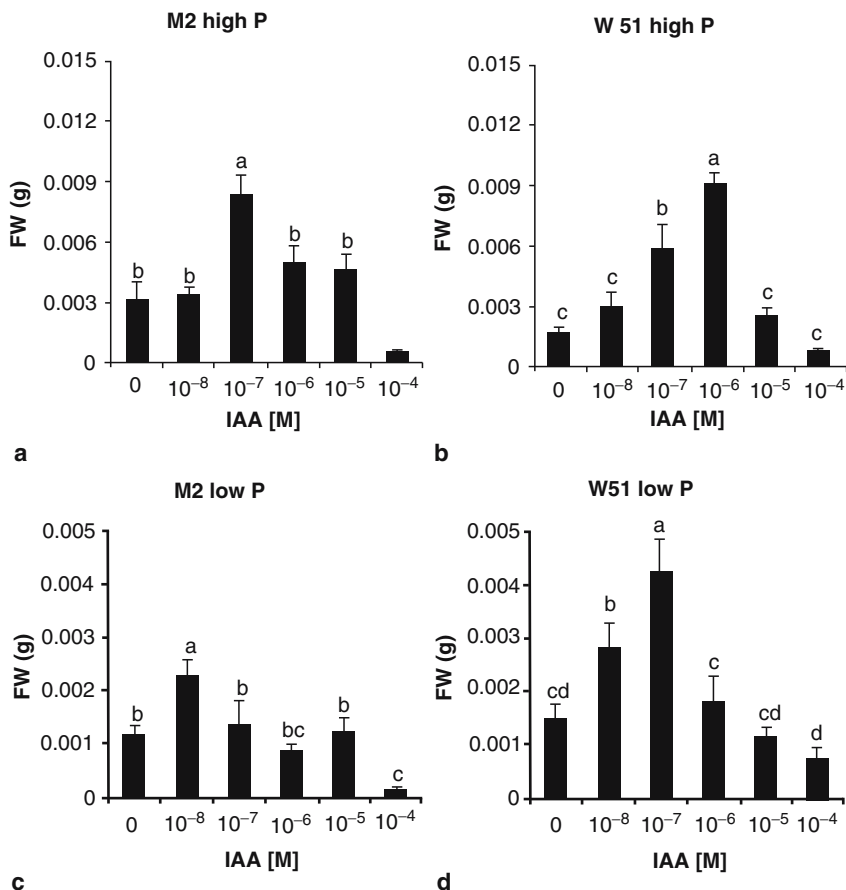 M2 high P
0.015
0.012
0.009
0.006
0.003
0
FW (g)
b b a b b
0 10⁻⁸ 10⁻⁷ 10⁻⁶ 10⁻⁵ 10⁻⁴
IAA [M]
a
W 51 high P
0.015
0.012
0.009
0.006
0.003
0
FW (g)
c c b a c c
0 10⁻⁸ 10⁻⁷ 10⁻⁶ 10⁻⁵ 10⁻⁴
IAA [M]
b
M2 low P
0.005
0.004
0.003
0.002
0.001
0
FW (g)
b a b bc b c
0 10⁻⁸ 10⁻⁷ 10⁻⁶ 10⁻⁵ 10⁻⁴
IAA [M]
c
W51 low P
0.005
0.004
0.003
0.002
0.001
0
FW (g)
cd b a c cd d
0 10⁻⁸ 10⁻⁷ 10⁻⁶ 10⁻⁵ 10⁻⁴
IAA [M]
d